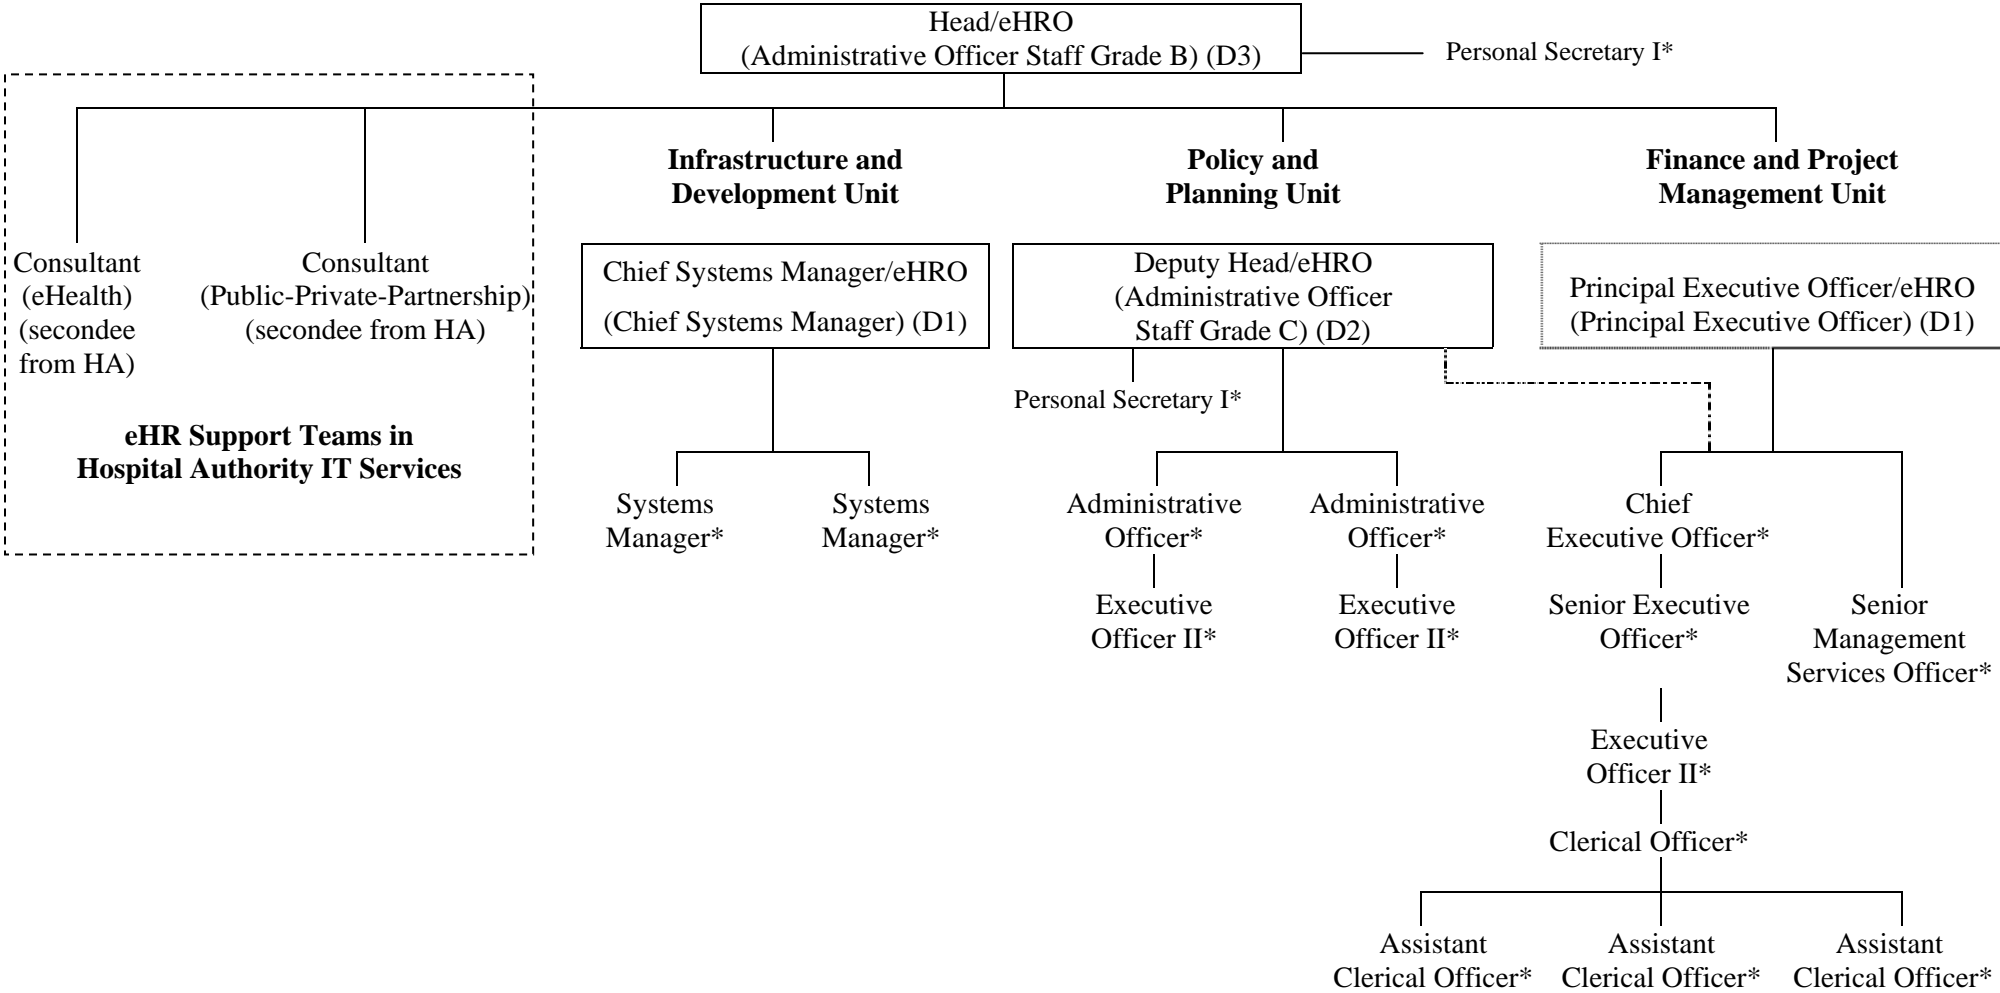 Head/eHRO
(Administrative Officer Staff Grade B) (D3)
Personal Secretary I*
Consultant
(eHealth)
(secondee
from HA)
Consultant
(Public-Private-Partnership)
(secondee from HA)
eHR Support Teams in
Hospital Authority IT Services
Infrastructure and
Development Unit
Chief Systems Manager/eHRO
(Chief Systems Manager) (D1)
Systems
Manager*
Systems
Manager*
Policy and
Planning Unit
Deputy Head/eHRO
(Administrative Officer
Staff Grade C) (D2)
Personal Secretary I*
Administrative
Officer*
Executive
Officer II*
Administrative
Officer*
Executive
Officer II*
Finance and Project
Management Unit
Principal Executive Officer/eHRO
(Principal Executive Officer) (D1)
Chief
Executive Officer*
Senior Executive
Officer*
Senior
Management
Services Officer*
Executive
Officer II*
Clerical Officer*
Assistant
Clerical Officer*
Assistant
Clerical Officer*
Assistant
Clerical Officer*